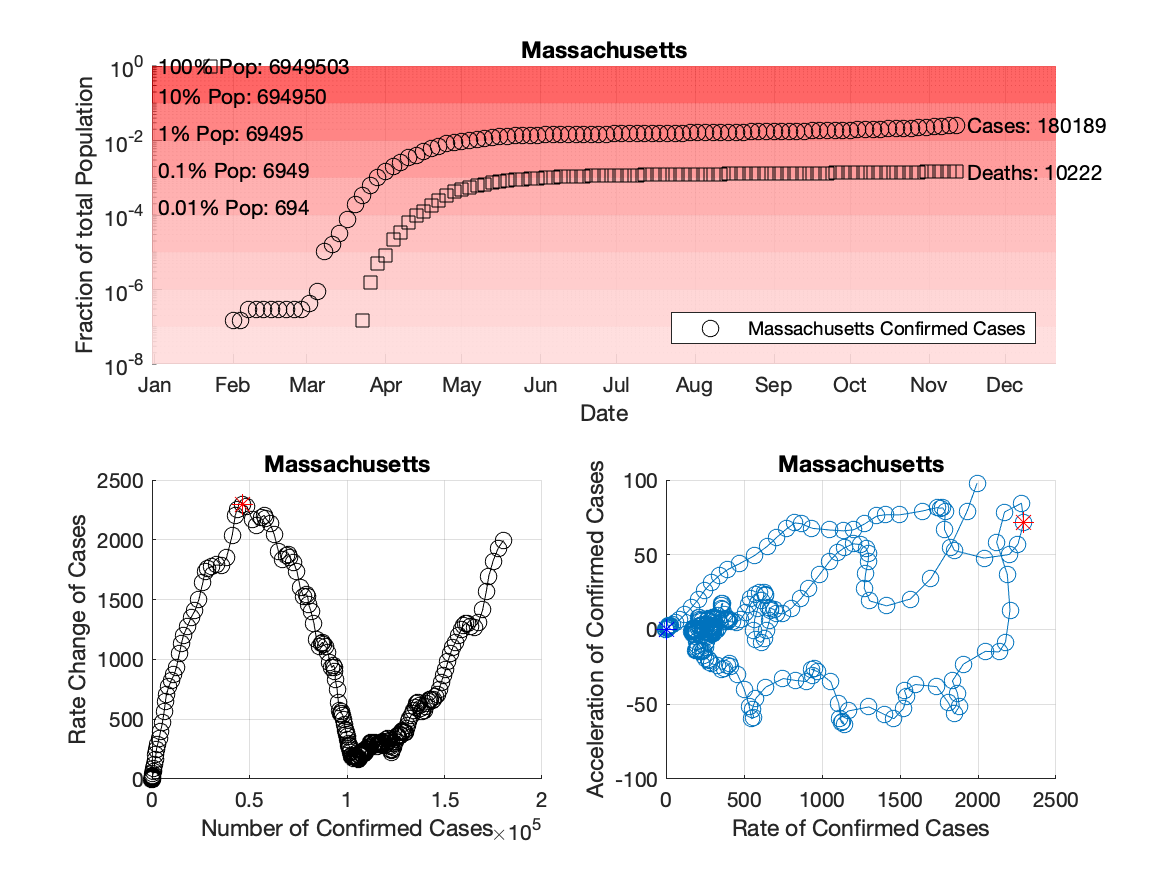 Massachusetts
Fraction of total Population
10^0
10^-2
10^-4
10^-6
10^-8
100% Pop: 6949503
10% Pop: 694950
1% Pop: 69495
0.1% Pop: 6949
0.01% Pop: 694
Cases: 180189
Deaths: 10222
Massachusetts Confirmed Cases
Jan Feb Mar Apr May Jun Jul Aug Sep Oct Nov Dec
Date
Massachusetts
Rate Change of Cases
2500
2000
1500
1000
500
0
0 0.5 1 1.5 2
Number of Confirmed Cases ×10^5
Massachusetts
Acceleration of Confirmed Cases
100
50
0
-50
-100
0 500 1000 1500 2000 2500
Rate of Confirmed Cases